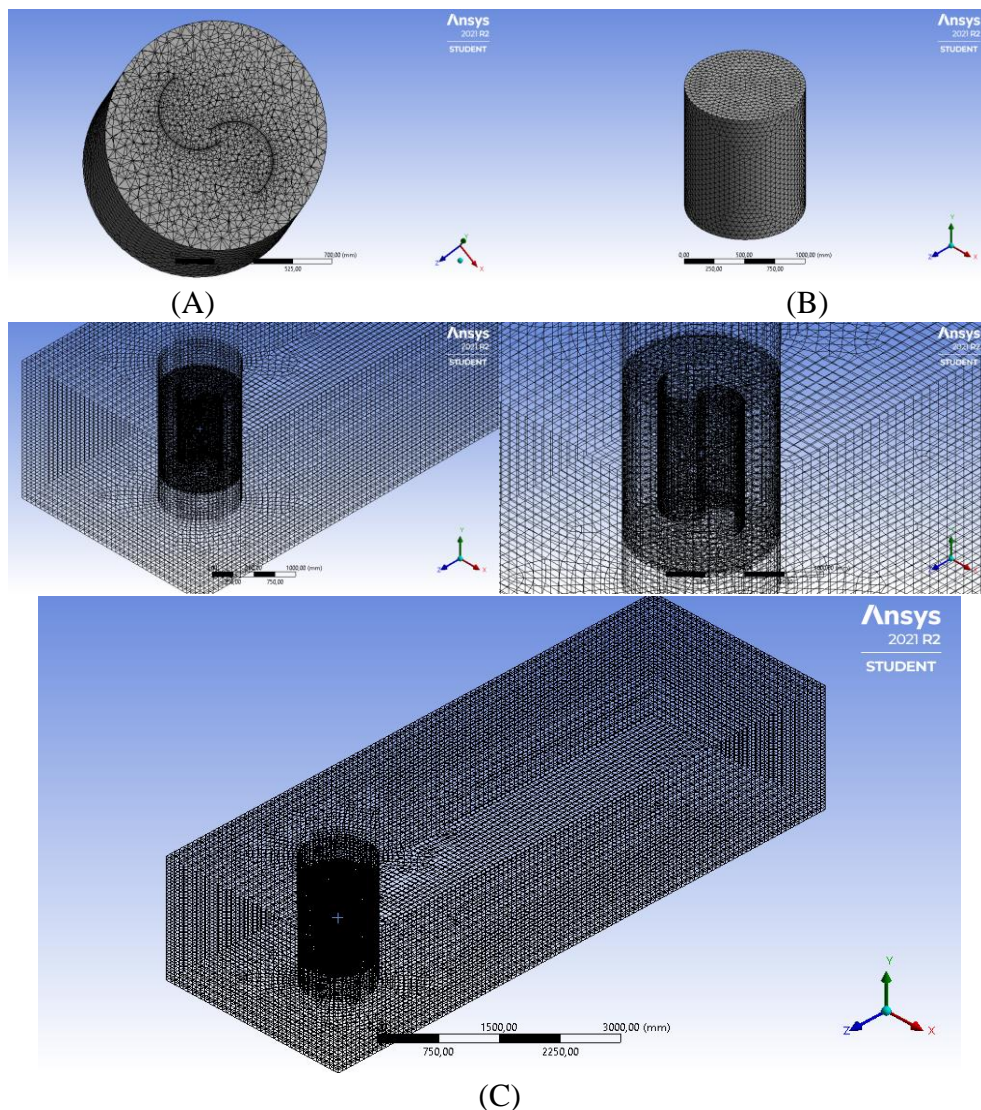 Ansys
2021 R2
STUDENT
700,00 (mm)
525,00
Y
Z
X
(A)
Ansys
2021 R2
STUDENT
0,00 500,00 1000,00 (mm)
250,00 750,00
Y
Z
X
(B)
Ansys
2021 R2
STUDENT
1000,00 (mm)
750,00
Y
Z
X
Ansys
2021 R2
STUDENT
Y
Z
X
Ansys
2021 R2
STUDENT
1500,00 3000,00 (mm)
750,00 2250,00
Y
Z
X
(C)